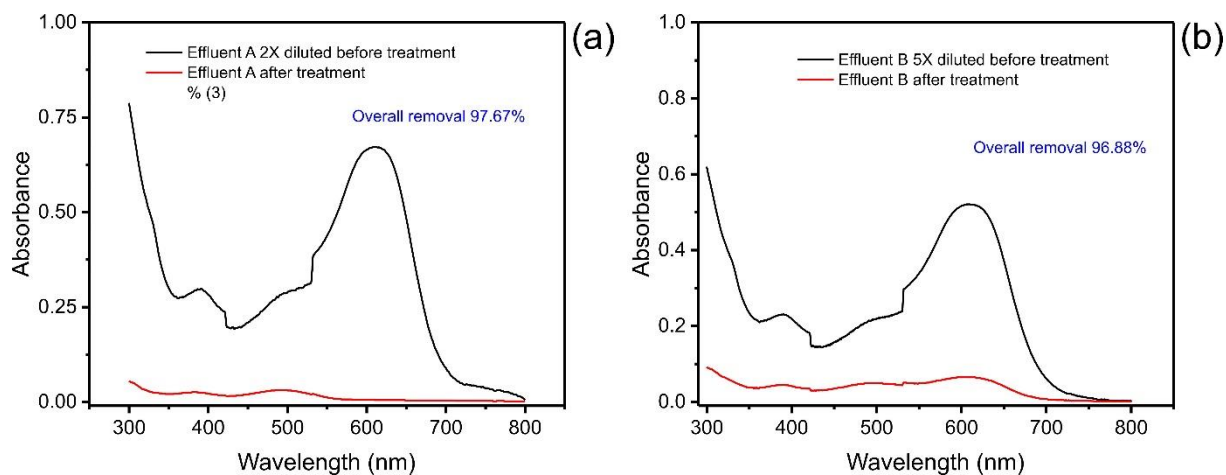 (a)
1.00
0.75
0.50
0.25
0.00
Absorbance
Effluent A 2X diluted before treatment
Effluent A after treatment
% (3)
Overall removal 97.67%
300 400 500 600 700 800
Wavelength (nm)
(b)
1.0
0.8
0.6
0.4
0.2
0.0
Absorbance
Effluent B 5X diluted before treatment
Effluent B after treatment
Overall removal 96.88%
300 400 500 600 700 800
Wavelength (nm)